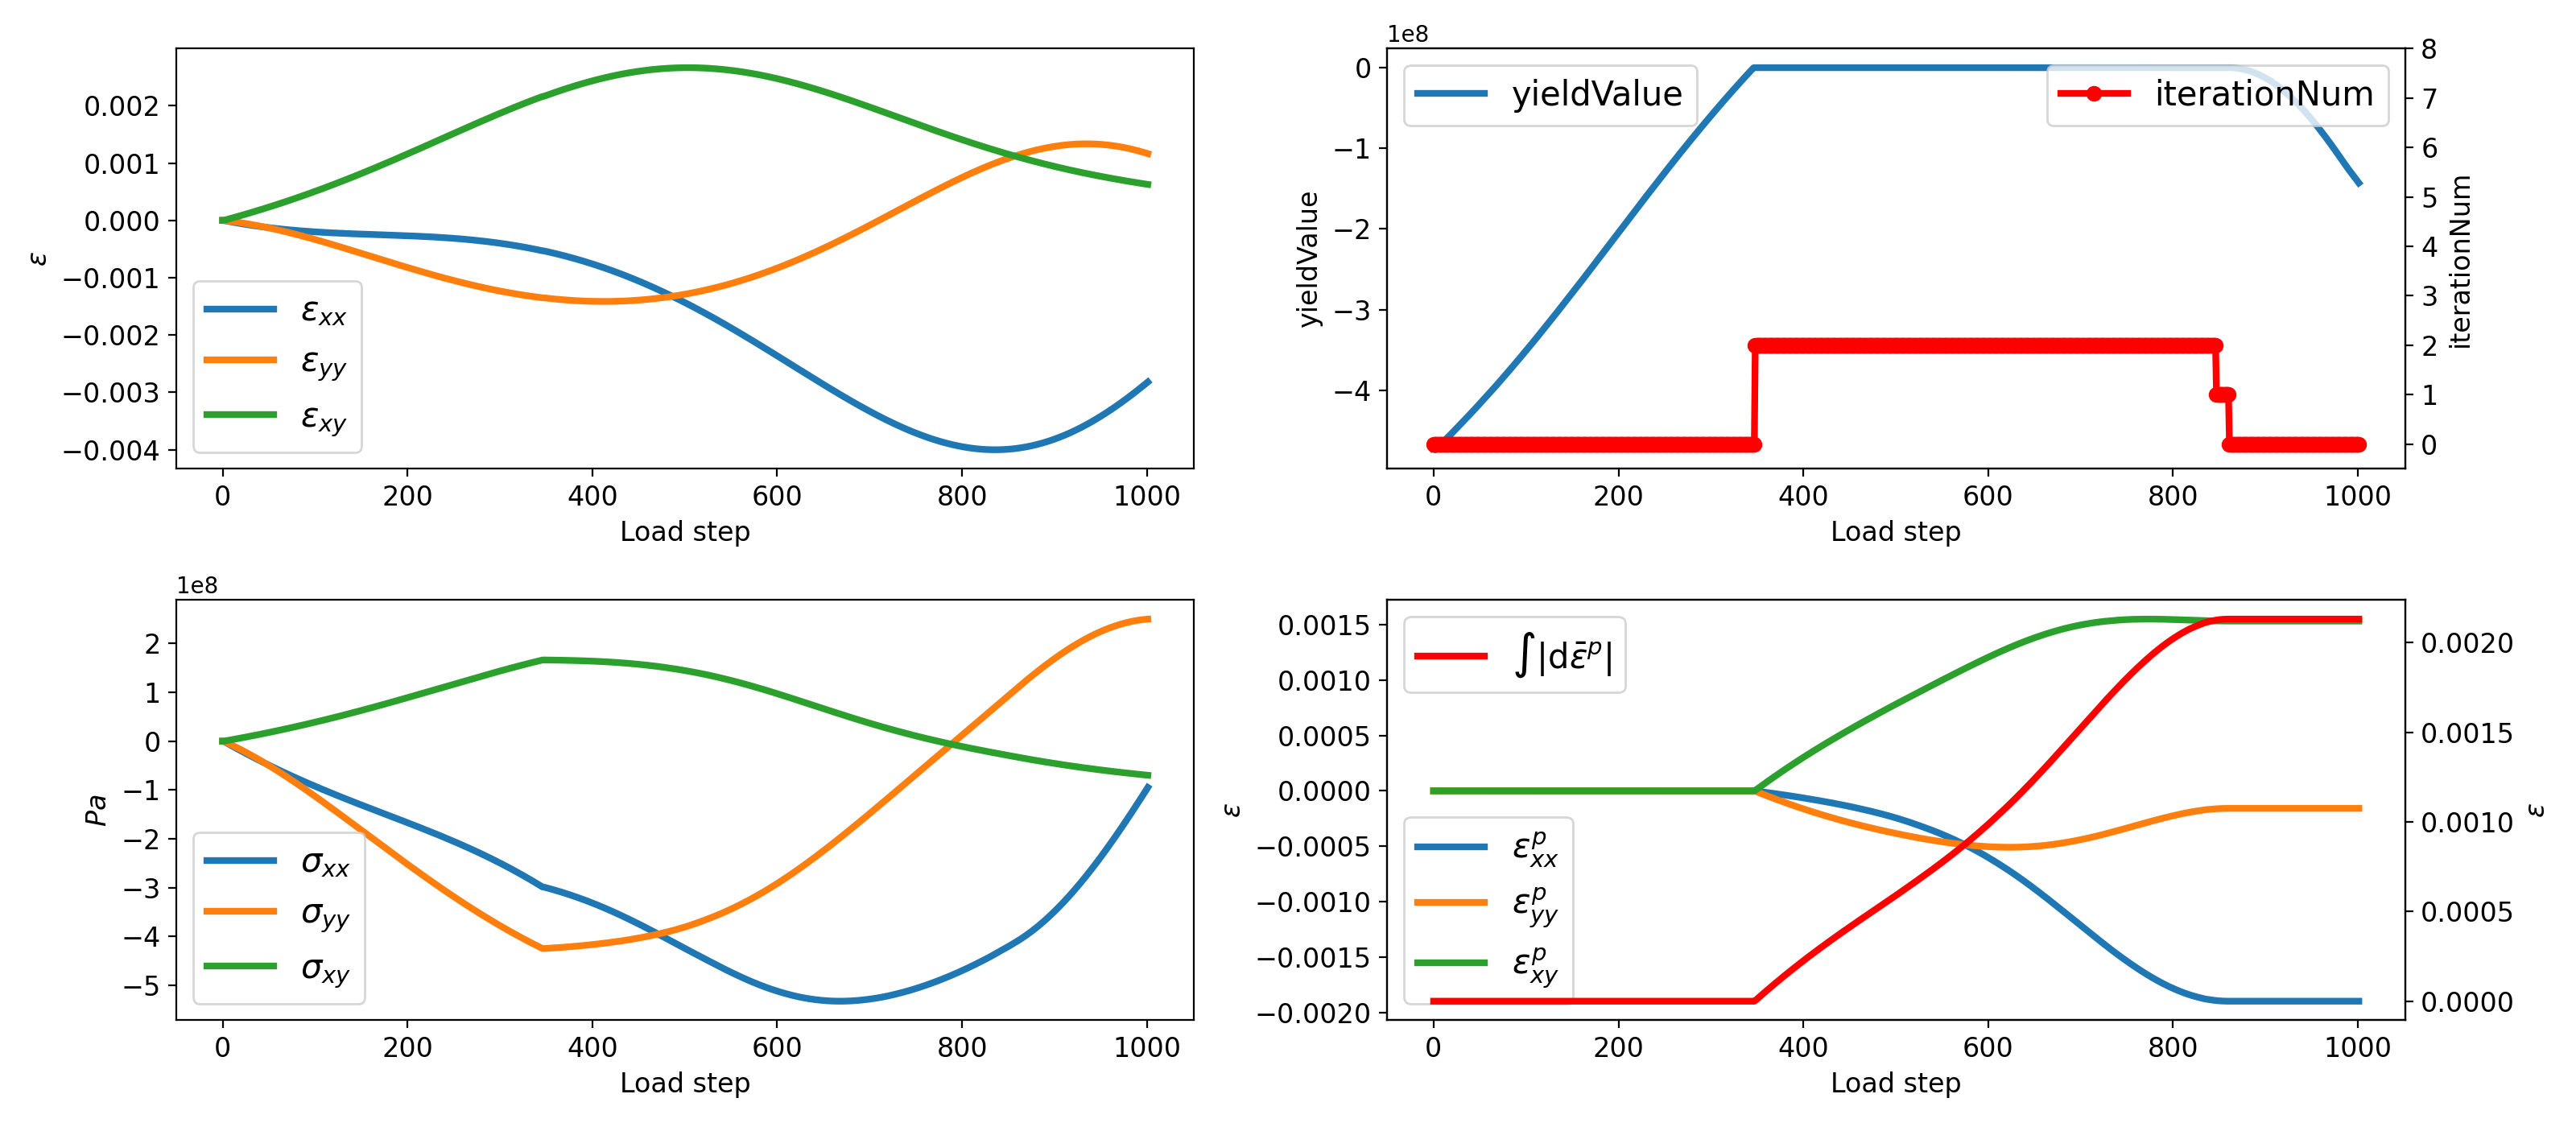 0.002
0.001
0.000
−0.001
−0.002
−0.003
−0.004
ε
ε_xx
ε_yy
ε_xy
0 200 400 600 800 1000
Load step
1e8
0
−1
−2
−3
−4
yieldValue
yieldValue
iterationNum
8
7
6
5
4
3
2
1
0
iterationNum
0 200 400 600 800 1000
Load step
1e8
2
1
0
−1
−2
−3
−4
−5
Pa
σ_xx
σ_yy
σ_xy
0 200 400 600 800 1000
Load step
0.0015
0.0010
0.0005
0.0000
−0.0005
−0.0010
−0.0015
−0.0020
ε
∫|dε̄^p|
ε^p_xx
ε^p_yy
ε^p_xy
0.0020
0.0015
0.0010
0.0005
0.0000
ε
0 200 400 600 800 1000
Load step